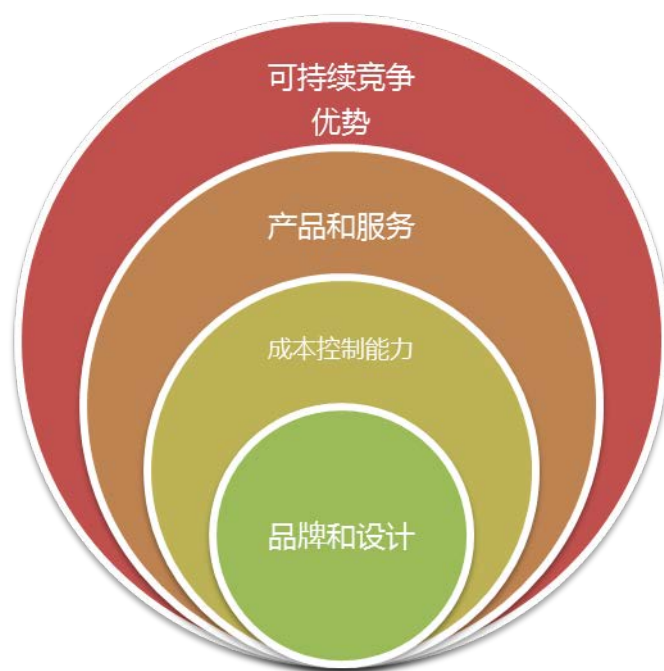 可持续竞争
优势
产品和服务
成本控制能力
品牌和设计